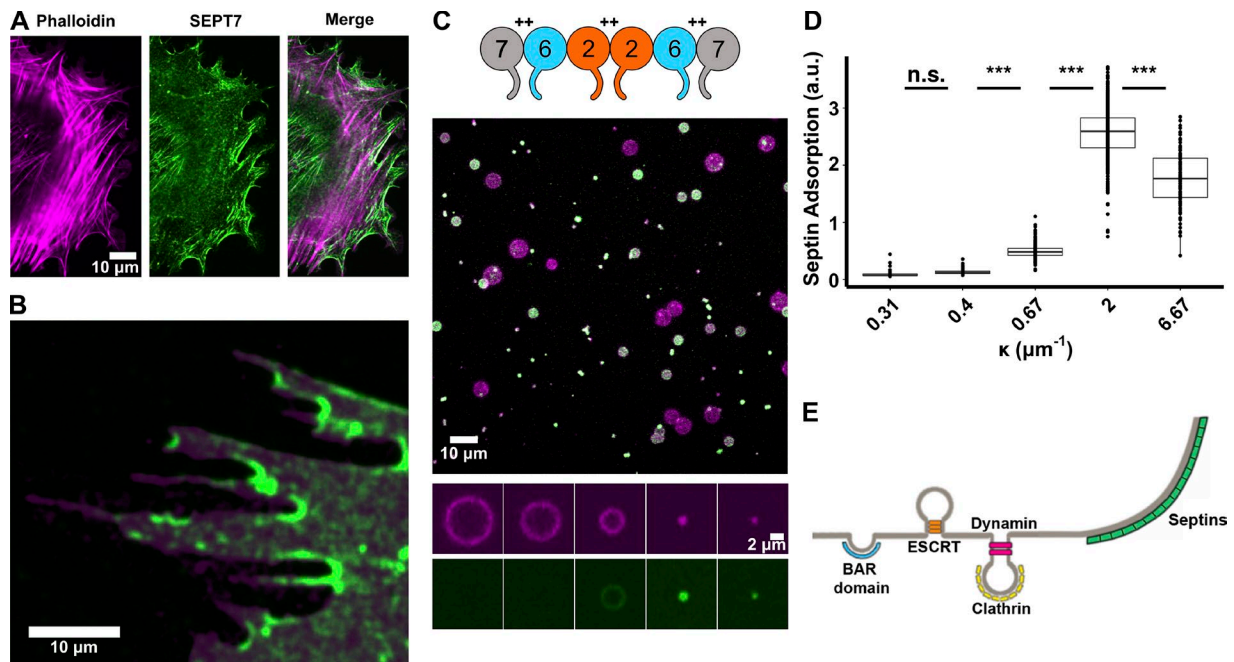 A
Phalloidin
SEPT7
Merge
10 µm
B
10 µm
C
++
++
++
7
6
2
2
6
7
10 µm
2 µm
D
Septin Adsorption (a.u.)
n.s.
***
***
***
3
2
1
0
0.31
0.4
0.67
2
6.67
κ (µm⁻¹)
E
BAR
domain
ESCRT
Dynamin
Clathrin
Septins